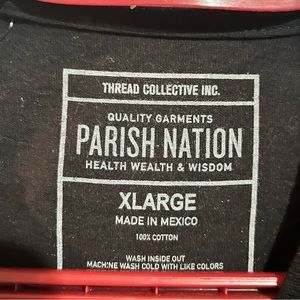 THREAD COLLECTIVE INC.
QUALITY GARMENTS
PARISH NATION
HEALTH WEALTH & WISDOM
XLARGE
MADE IN MEXICO
100% COTTON
WASH INSIDE OUT
MACHINE WASH COLD WITH LIKE COLORS